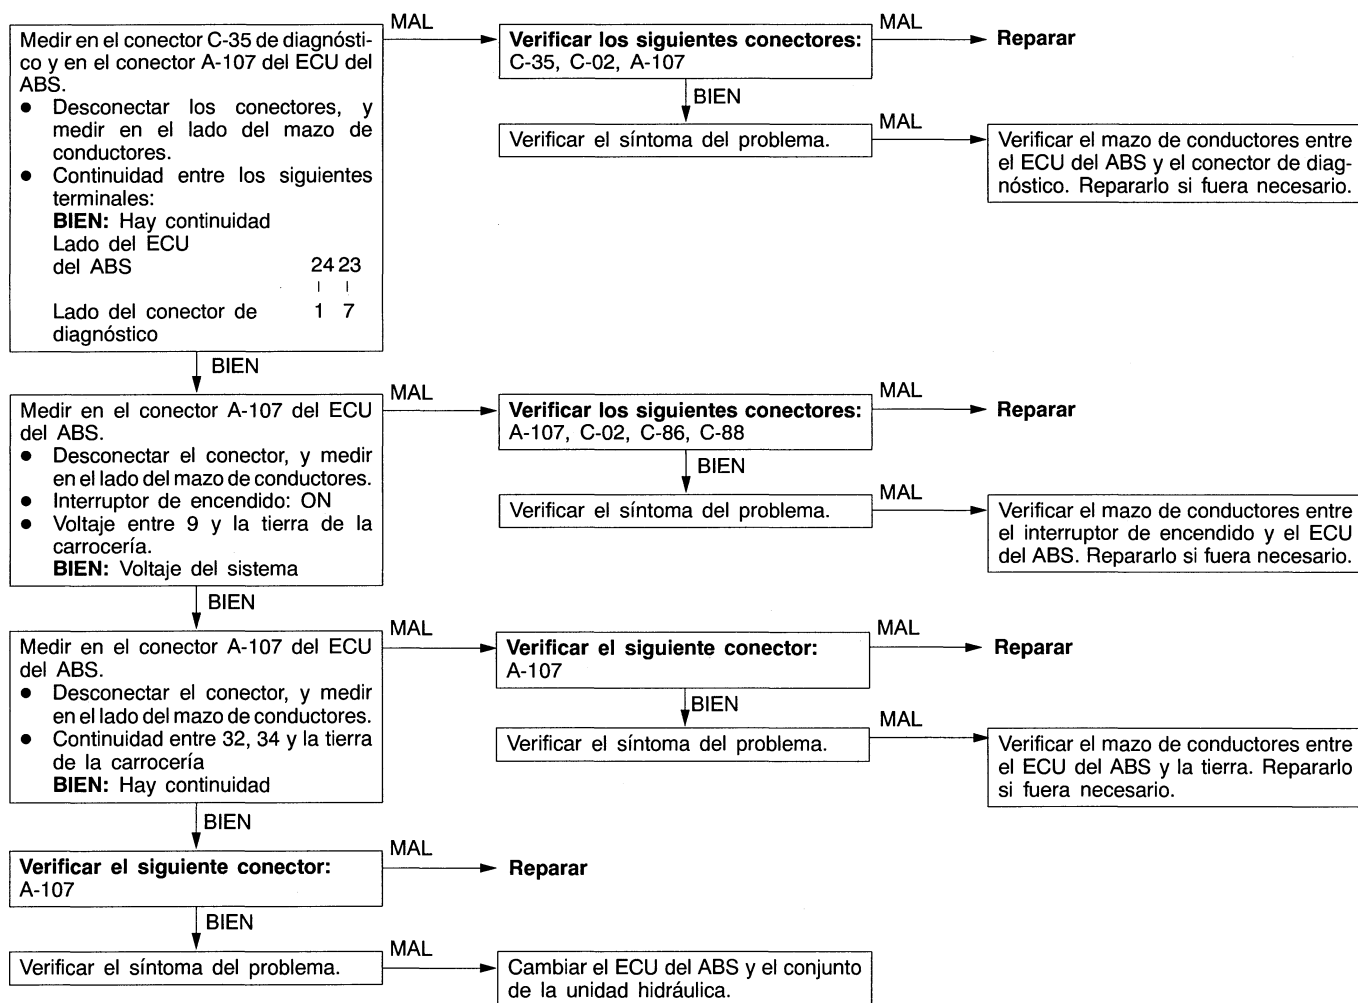 Medir en el conector C-35 de diagnósti-
co y en el conector A-107 del ECU del
ABS.
● Desconectar los conectores, y
medir en el lado del mazo de
conductores.
● Continuidad entre los siguientes
terminales:
BIEN: Hay continuidad
Lado del ECU
del ABS 24 23
Lado del conector de 1 7
diagnóstico
MAL
Verificar los siguientes conectores:
C-35, C-02, A-107
MAL
Reparar
BIEN
Verificar el síntoma del problema.
MAL
Verificar el mazo de conductores entre
el ECU del ABS y el conector de diag-
nóstico. Repararlo si fuera necesario.
BIEN
Medir en el conector A-107 del ECU
del ABS.
● Desconectar el conector, y medir
en el lado del mazo de conductores.
● Interruptor de encendido: ON
● Voltaje entre 9 y la tierra de la
carrocería.
BIEN: Voltaje del sistema
MAL
Verificar los siguientes conectores:
A-107, C-02, C-86, C-88
MAL
Reparar
BIEN
Verificar el síntoma del problema.
MAL
Verificar el mazo de conductores entre
el interruptor de encendido y el ECU
del ABS. Repararlo si fuera necesario.
BIEN
Medir en el conector A-107 del ECU
del ABS.
● Desconectar el conector, y medir
en el lado del mazo de conductores.
● Continuidad entre 32, 34 y la tierra
de la carrocería
BIEN: Hay continuidad
MAL
Verificar el siguiente conector:
A-107
MAL
Reparar
BIEN
Verificar el síntoma del problema.
MAL
Verificar el mazo de conductores entre
el ECU del ABS y la tierra. Repararlo
si fuera necesario.
BIEN
Verificar el siguiente conector:
A-107
MAL
Reparar
BIEN
Verificar el síntoma del problema.
MAL
Cambiar el ECU del ABS y el conjunto
de la unidad hidráulica.